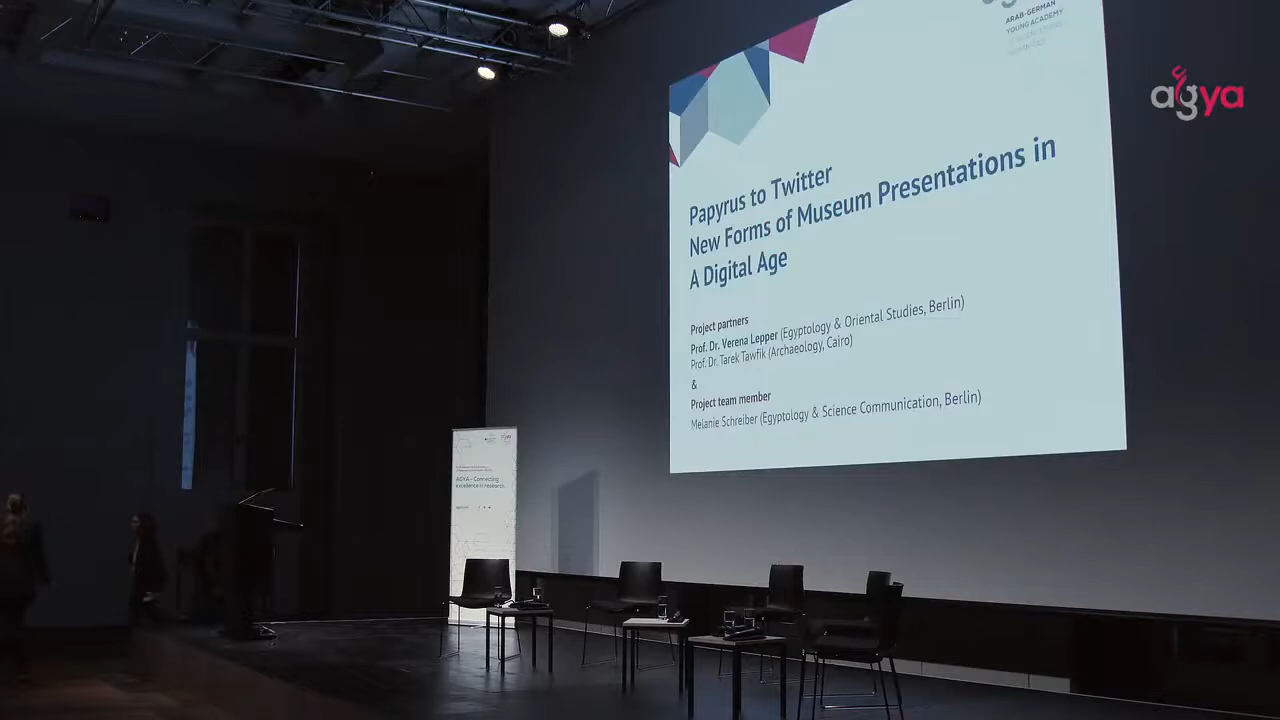 ARAB-GERMAN
YOUNG ACADEMY
agya
Papyrus to Twitter
New Forms of Museum Presentations in
A Digital Age
Project partners
Prof. Dr. Verena Lepper (Egyptology & Oriental Studies, Berlin)
Prof. Dr. Tarek Tawfik (Archaeology, Cairo)
&
Project team member
Melanie Schreiber (Egyptology & Science Communication, Berlin)
AGYA – Connecting
excellence in research